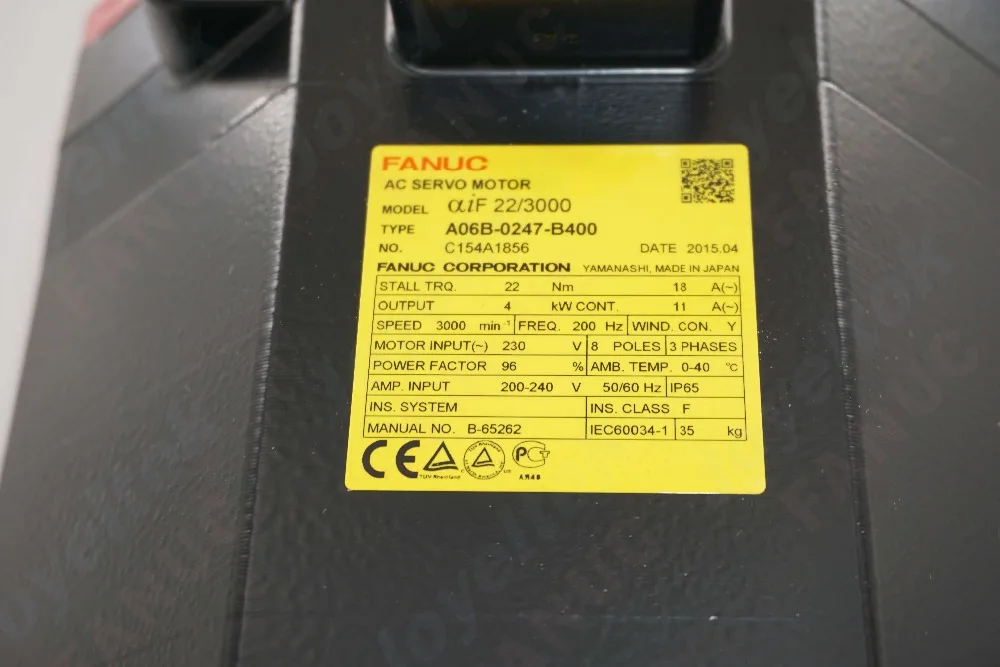 FANUC
AC SERVO MOTOR
MODEL αiF 22/3000
TYPE A06B-0247-B400
NO. C154A1856 DATE 2015.04
FANUC CORPORATION YAMANASHI, MADE IN JAPAN
STALL TRQ. 22 Nm 18 A(~)
OUTPUT 4 kW CONT. 11 A(~)
SPEED 3000 min⁻¹ FREQ. 200 Hz WIND. CON. Y
MOTOR INPUT(~) 230 V 8 POLES 3 PHASES
POWER FACTOR 96 % AMB. TEMP. 0-40 °C
AMP. INPUT 200-240 V 50/60 Hz IP65
INS. SYSTEM INS. CLASS F
MANUAL NO. B-65262 IEC60034-1 35 kg
CE
TUV Rheinland